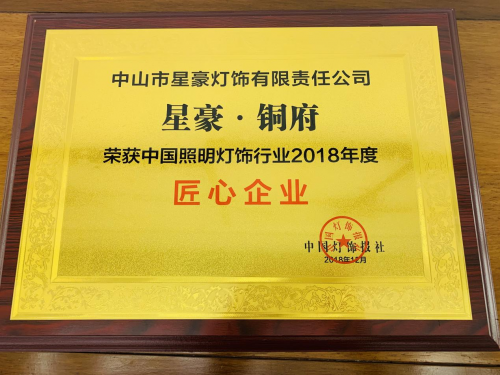 中山市星豪灯饰有限责任公司
星豪·铜府
荣获中国照明灯饰行业2018年度
匠心企业
中国灯饰报社
2018年12月